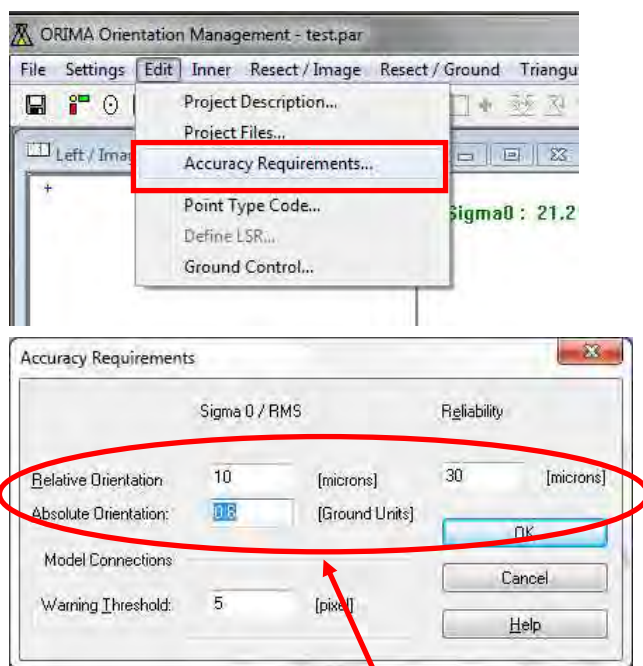 ORIMA Orientation Management - test.par
File Settings Edit Inner Resect / Image Resect / Ground Triangu
Project Description...
Project Files...
Left / Imag
Accuracy Requirements...
Point Type Code...
Sigma0 : 21.2
Define LSR...
Ground Control...
Accuracy Requirements
Sigma 0 / RMS Reliability
Relative Orientation 10 [microns] 30 [microns]
Absolute Orientation: 0.8 [Ground Units]
OK
Model Connections
Cancel
Warning Threshold: 5 [pixel]
Help